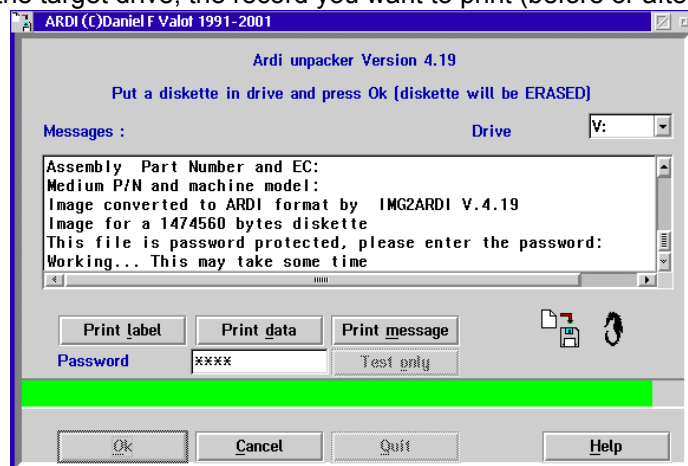 the target drive, the record you want to print (before or afte
ARDI (C)Daniel F Valot 1991-2001
Ardi unpacker Version 4.19
Put a diskette in drive and press Ok (diskette will be ERASED)
Messages :
Drive
V:
Assembly  Part Number and EC:
Medium P/N and machine model:
Image converted to ARDI format by  IMG2ARDI V.4.19
Image for a 1474560 bytes diskette
This file is password protected, please enter the password:
Working... This may take some time
Print label
Print data
Print message
Password
xxxx
Test only
Ok
Cancel
Quit
Help